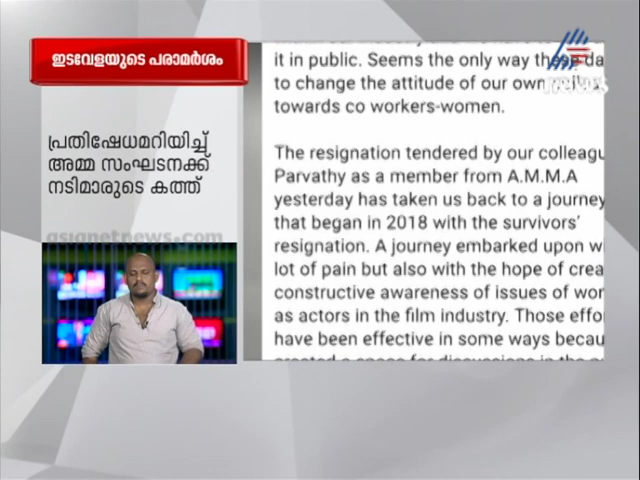 ഇടവേളയുടെ പരാമർശം
പ്രതിഷേധമറിയിച്ച്
അമ്മ സംഘടനക്ക്
നടിമാരുടെ കത്ത്
asianetnews.com
it in public. Seems the only way these da
to change the attitude of our own
towards co workers-women.
The resignation tendered by our colleagu
Parvathy as a member from A.M.M.A
yesterday has taken us back to a journey
that began in 2018 with the survivors'
resignation. A journey embarked upon wi
lot of pain but also with the hope of crea
constructive awareness of issues of wor
as actors in the film industry. Those effor
have been effective in some ways becau
news